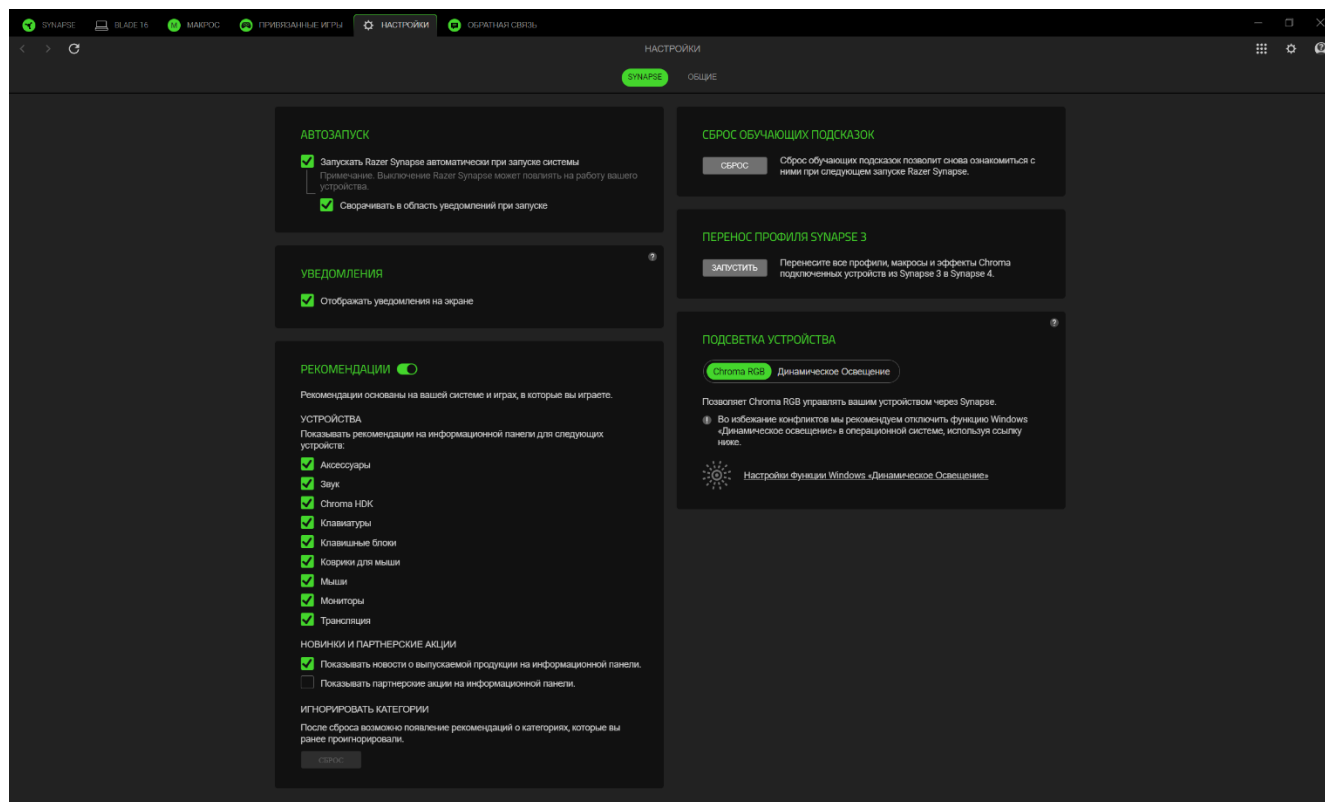 SYNAPSE
BLADE 16
МАКРОС
ПРИВЯЗАННЫЕ ИГРЫ
НАСТРОЙКИ
ОБРАТНАЯ СВЯЗЬ
НАСТРОЙКИ
SYNAPSE
ОБЩИЕ
АВТОЗАПУСК
Запускать Razer Synapse автоматически при запуске системы
Примечание. Выключение Razer Synapse может повлиять на работу вашего
устройства.
Сворачивать в область уведомлений при запуске
УВЕДОМЛЕНИЯ
Отображать уведомления на экране
РЕКОМЕНДАЦИИ
Рекомендации основаны на вашей системе и играх, в которые вы играете.
УСТРОЙСТВА
Показывать рекомендации на информационной панели для следующих
устройств:
Аксессуары
Звук
Chroma HDK
Клавиатуры
Клавишные блоки
Коврики для мыши
Мыши
Мониторы
Трансляция
НОВИНКИ И ПАРТНЕРСКИЕ АКЦИИ
Показывать новости о выпускаемой продукции на информационной панели.
Показывать партнерские акции на информационной панели.
ИГНОРИРОВАТЬ КАТЕГОРИИ
После сброса возможно появление рекомендаций о категориях, которые вы
ранее проигнорировали.
СБРОС
СБРОС ОБУЧАЮЩИХ ПОДСКАЗОК
СБРОС
Сброс обучающих подсказок позволит снова ознакомиться с
ними при следующем запуске Razer Synapse.
ПЕРЕНОС ПРОФИЛЯ SYNAPSE 3
ЗАПУСТИТЬ
Перенесите все профили, макросы и эффекты Chroma
подключенных устройств из Synapse 3 в Synapse 4.
ПОДСВЕТКА УСТРОЙСТВА
Chroma RGB
Динамическое Освещение
Позволяет Chroma RGB управлять вашим устройством через Synapse.
Во избежание конфликтов мы рекомендуем отключить функцию Windows
«Динамическое освещение» в операционной системе, используя ссылку
ниже.
Настройки Функции Windows «Динамическое Освещение»